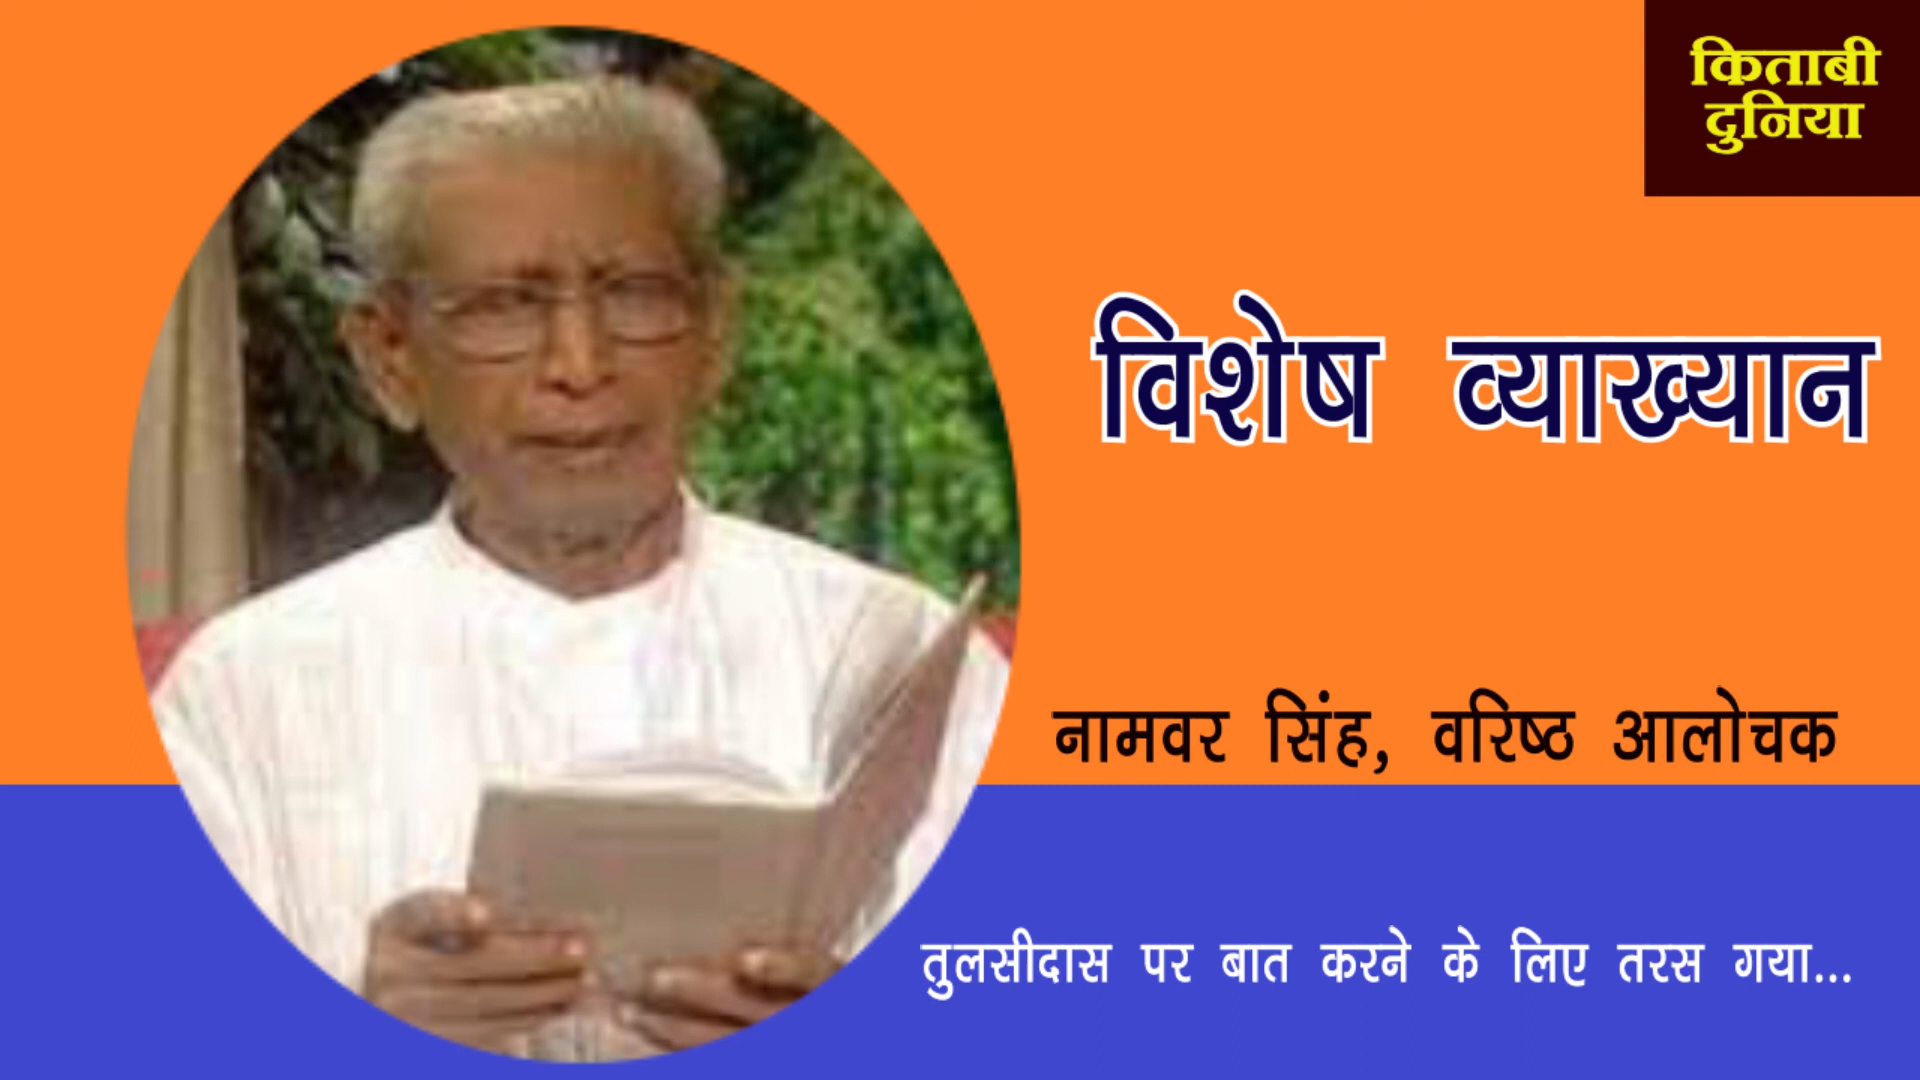 किताबी
दुनिया
विशेष व्याख्यान
नामवर सिंह, वरिष्ठ आलोचक
तुलसीदास पर बात करने के लिए तरस गया...